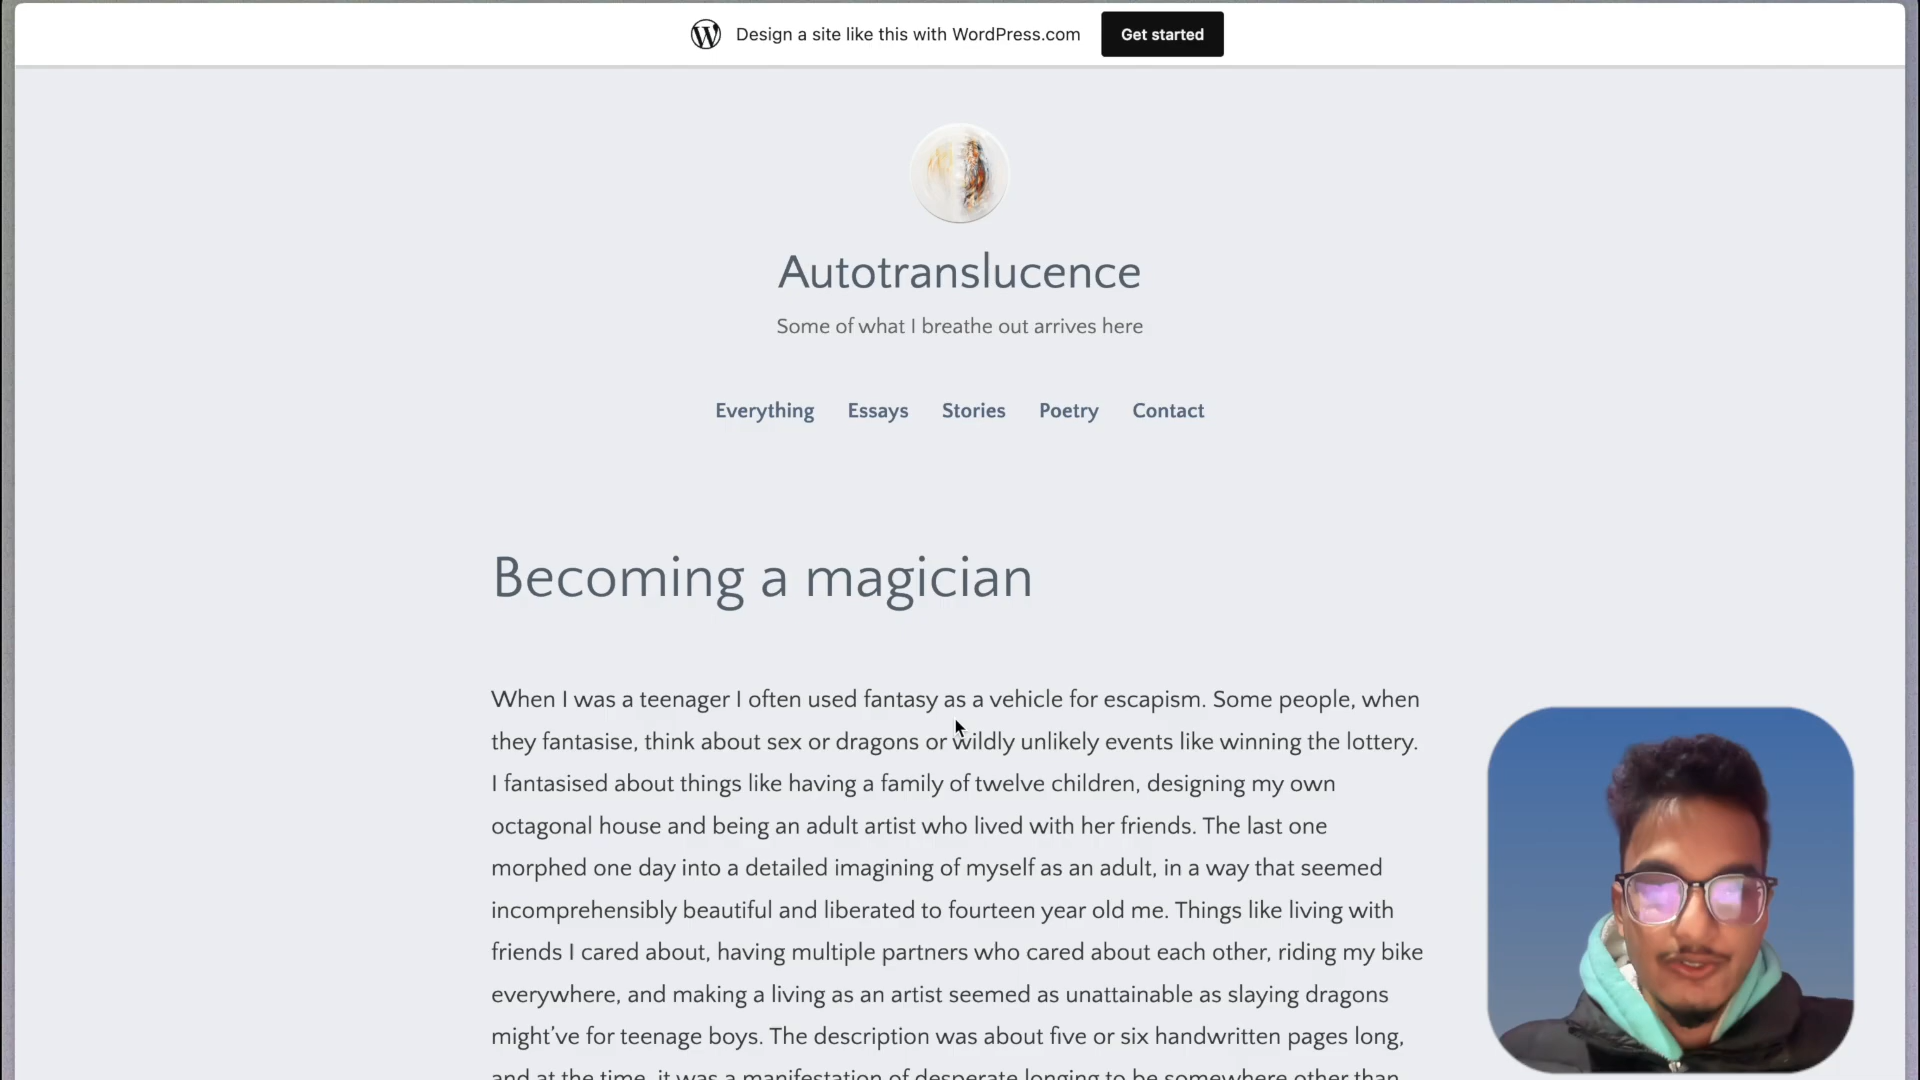 Design a site like this with WordPress.com
Get started
Autotranslucence
Some of what I breathe out arrives here
Everything Essays Stories Poetry Contact
Becoming a magician
When I was a teenager I often used fantasy as a vehicle for escapism. Some people, when
they fantasise, think about sex or dragons or wildly unlikely events like winning the lottery.
I fantasised about things like having a family of twelve children, designing my own
octagonal house and being an adult artist who lived with her friends. The last one
morphed one day into a detailed imagining of myself as an adult, in a way that seemed
incomprehensibly beautiful and liberated to fourteen year old me. Things like living with
friends I cared about, having multiple partners who cared about each other, riding my bike
everywhere, and making a living as an artist seemed as unattainable as slaying dragons
might’ve for teenage boys. The description was about five or six handwritten pages long,
and at the time, it was a manifestation of desperate longing to be somewhere other than